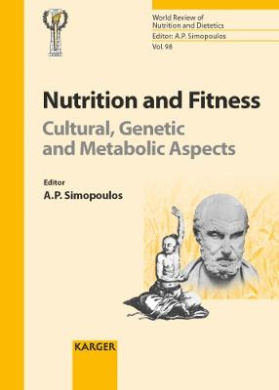 World Review of
Nutrition and Dietetics
Editor: A.P. Simopoulos
Vol. 98
Nutrition and Fitness
Cultural, Genetic
and Metabolic Aspects
Editor
A.P. Simopoulos
KARGER